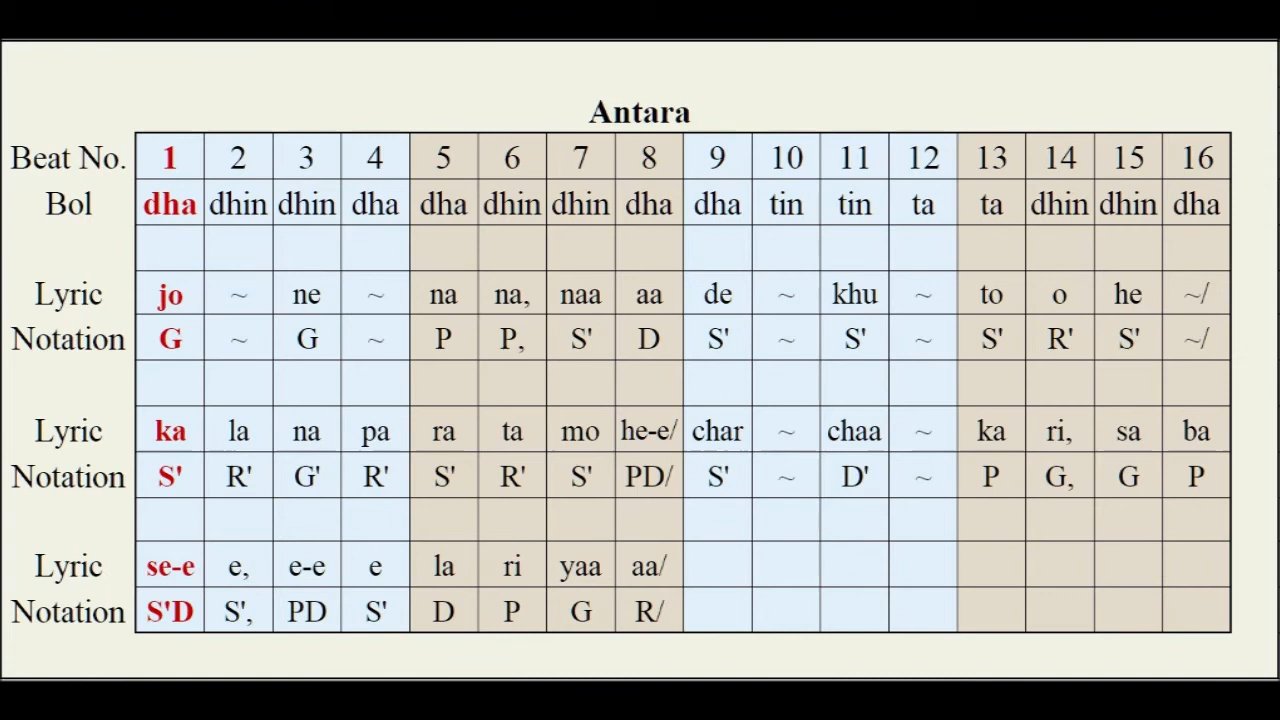 Antara
Beat No. 1 2 3 4 5 6 7 8 9 10 11 12 13 14 15 16
Bol dha dhin dhin dha dha dhin dhin dha dha tin tin ta ta dhin dhin dha
Lyric jo ~ ne ~ na na, naa aa de ~ khu ~ to o he ~/
Notation G ~ G ~ P P, S' D S' ~ S' ~ S' R' S' ~/
Lyric ka la na pa ra ta mo he-e/ char ~ chaa ~ ka ri, sa ba
Notation S' R' G' R' S' R' S' PD/ S' ~ D' ~ P G, G P
Lyric se-e e, e-e e la ri yaa aa/
Notation S'D S', PD S' D P G R/